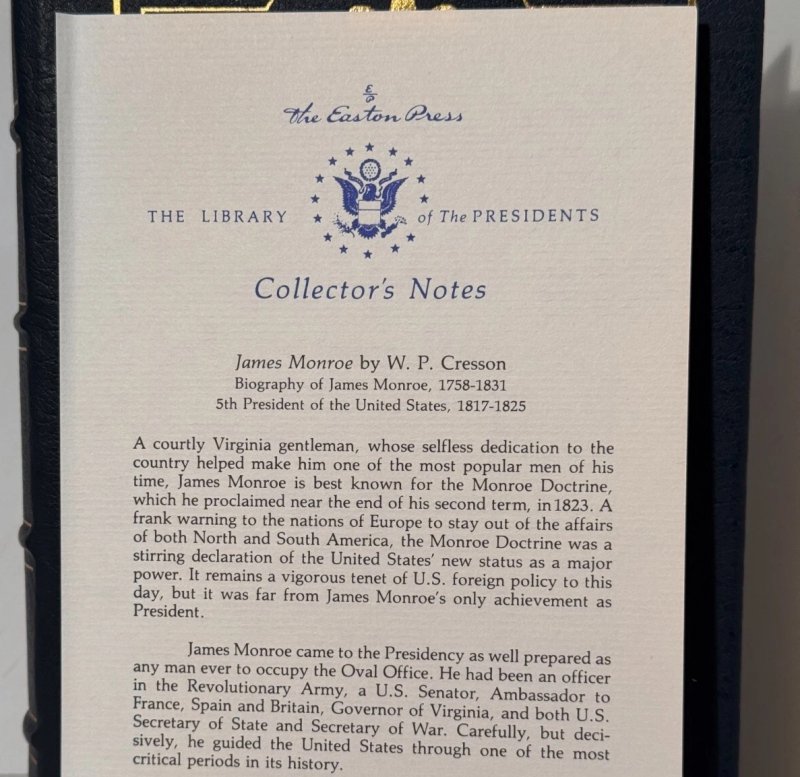 E
P
The Easton Press
THE LIBRARY of The PRESIDENTS
Collector's Notes
James Monroe by W. P. Cresson
Biography of James Monroe, 1758-1831
5th President of the United States, 1817-1825
A courtly Virginia gentleman, whose selfless dedication to the
country helped make him one of the most popular men of his
time, James Monroe is best known for the Monroe Doctrine,
which he proclaimed near the end of his second term, in 1823. A
frank warning to the nations of Europe to stay out of the affairs
of both North and South America, the Monroe Doctrine was a
stirring declaration of the United States' new status as a major
power. It remains a vigorous tenet of U.S. foreign policy to this
day, but it was far from James Monroe's only achievement as
President.
James Monroe came to the Presidency as well prepared as
any man ever to occupy the Oval Office. He had been an officer
in the Revolutionary Army, a U.S. Senator, Ambassador to
France, Spain and Britain, Governor of Virginia, and both U.S.
Secretary of State and Secretary of War. Carefully, but deci-
sively, he guided the United States through one of the most
critical periods in its history.